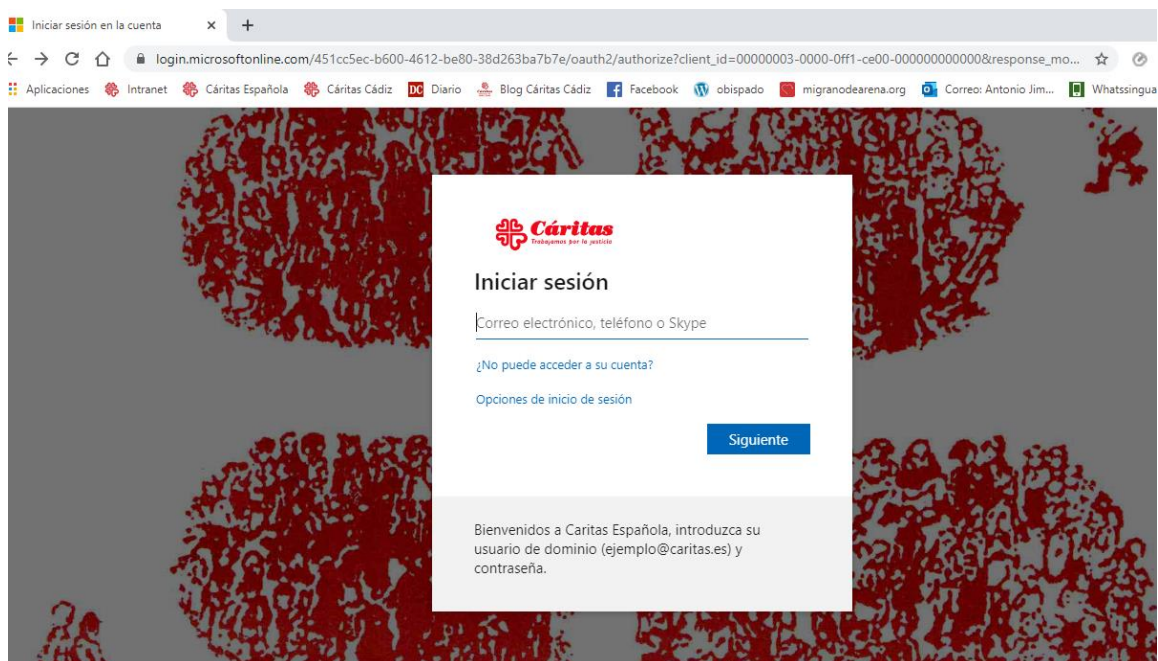 Iniciar sesión en la cuenta
login.microsoftonline.com/451cc5ec-b600-4612-be80-38d263ba7b7e/oauth2/authorize?client_id=00000003-0000-0ff1-ce00-000000000000&response_mo...
Aplicaciones Intranet Cáritas Española Cáritas Cádiz DC Diario Blog Cáritas Cádiz Facebook obispado migranodearena.org Correo: Antonio Jim... Whatssingua
Cáritas
Trabajamos por la justicia
Iniciar sesión
Correo electrónico, teléfono o Skype
¿No puede acceder a su cuenta?
Opciones de inicio de sesión
Siguiente
Bienvenidos a Caritas Española, introduzca su
usuario de dominio (ejemplo@caritas.es) y
contraseña.